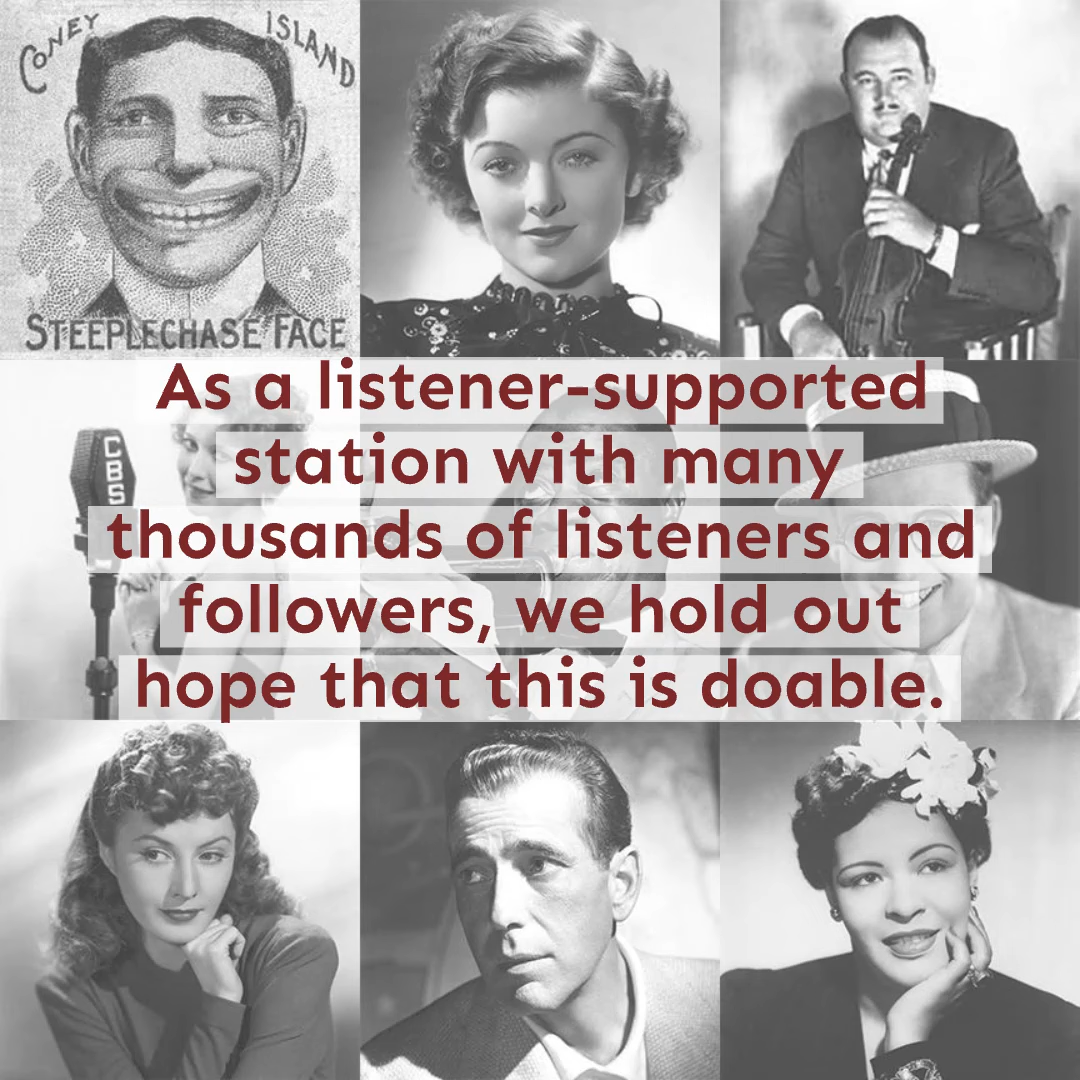 CONEY ISLAND
STEEPLECHASE FACE
As a listener-supported
station with many
CBS
thousands of listeners and
followers, we hold out
hope that this is doable.